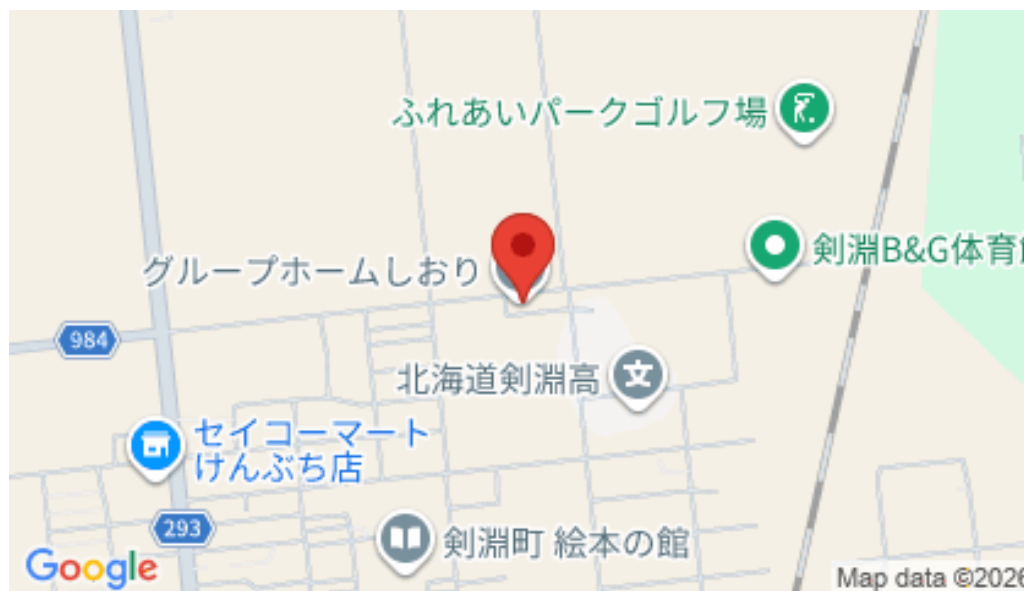 ふれあいパークゴルフ場
剣淵B&G体育
グループホームしおり
984
北海道剣淵高
文
セイコーマート
けんぶち店
293
剣淵町 絵本の館
Google
Map data ©2026